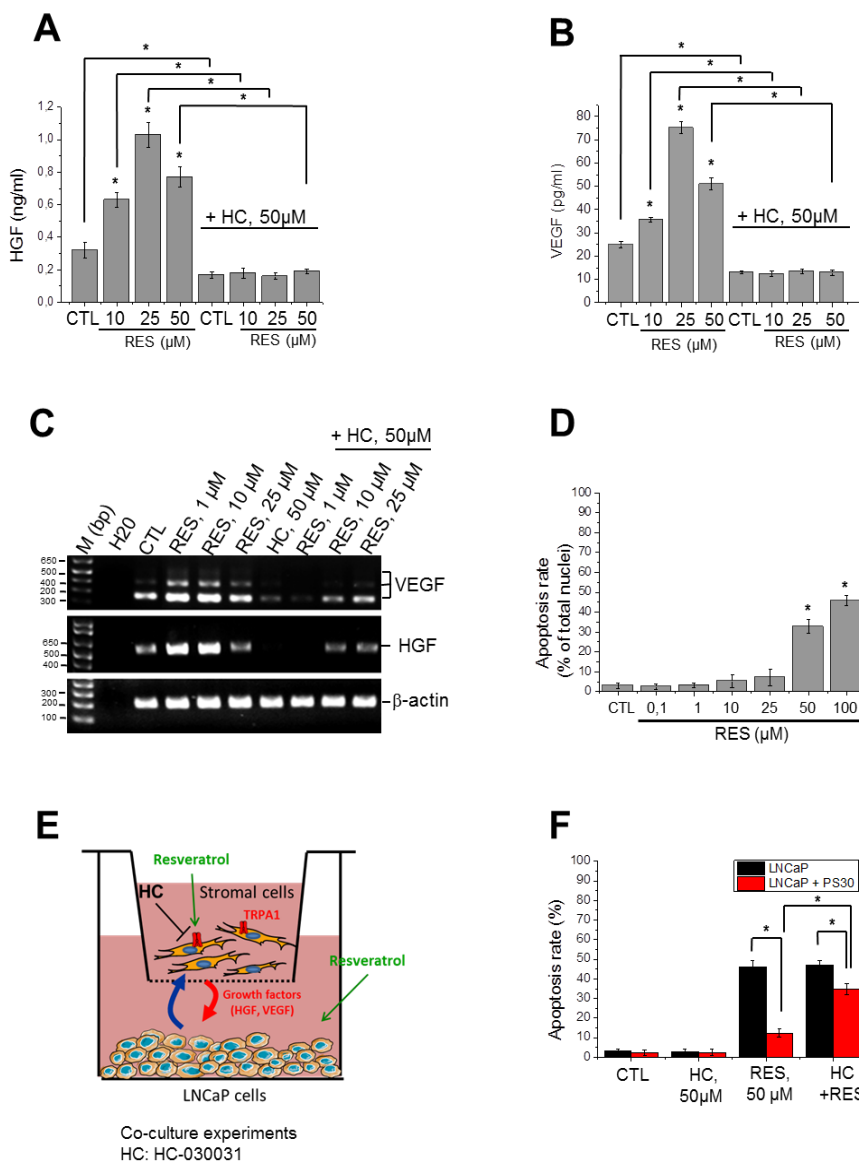 A
*
*
*
*
1,2
1,0
0,8
0,6
0,4
0,2
0,0
HGF (ng/ml)
*
*
*
+ HC, 50µM
CTL 10 25 50 CTL 10 25 50
RES (µM) RES (µM)
B
*
*
*
*
80
70
60
50
40
30
20
10
0
VEGF (pg/ml)
*
*
*
+ HC, 50µM
CTL 10 25 50 CTL 10 25 50
RES (µM) RES (µM)
C
+ HC, 50µM
M (bp)
H20
CTL
RES, 1 µM
RES, 10 µM
RES, 25 µM
HC, 50 µM
RES, 1 µM
RES, 10 µM
RES, 25 µM
650
500
400
300
VEGF
650
500
400
HGF
300
200
100
β-actin
D
100
90
80
70
60
50
40
30
20
10
0
Apoptosis rate
(% of total nuclei)
*
*
CTL 0,1 1 10 25 50 100
RES (µM)
E
Resveratrol
HC
Stromal cells
TRPA1
Resveratrol
Growth factors
(HGF, VEGF)
LNCaP cells
Co-culture experiments
HC: HC-030031
F
100
90
80
70
60
50
40
30
20
10
0
Apoptosis rate (%)
LNCaP
LNCaP + PS30
*
*
*
CTL HC, 50µM RES, 50 µM HC +RES